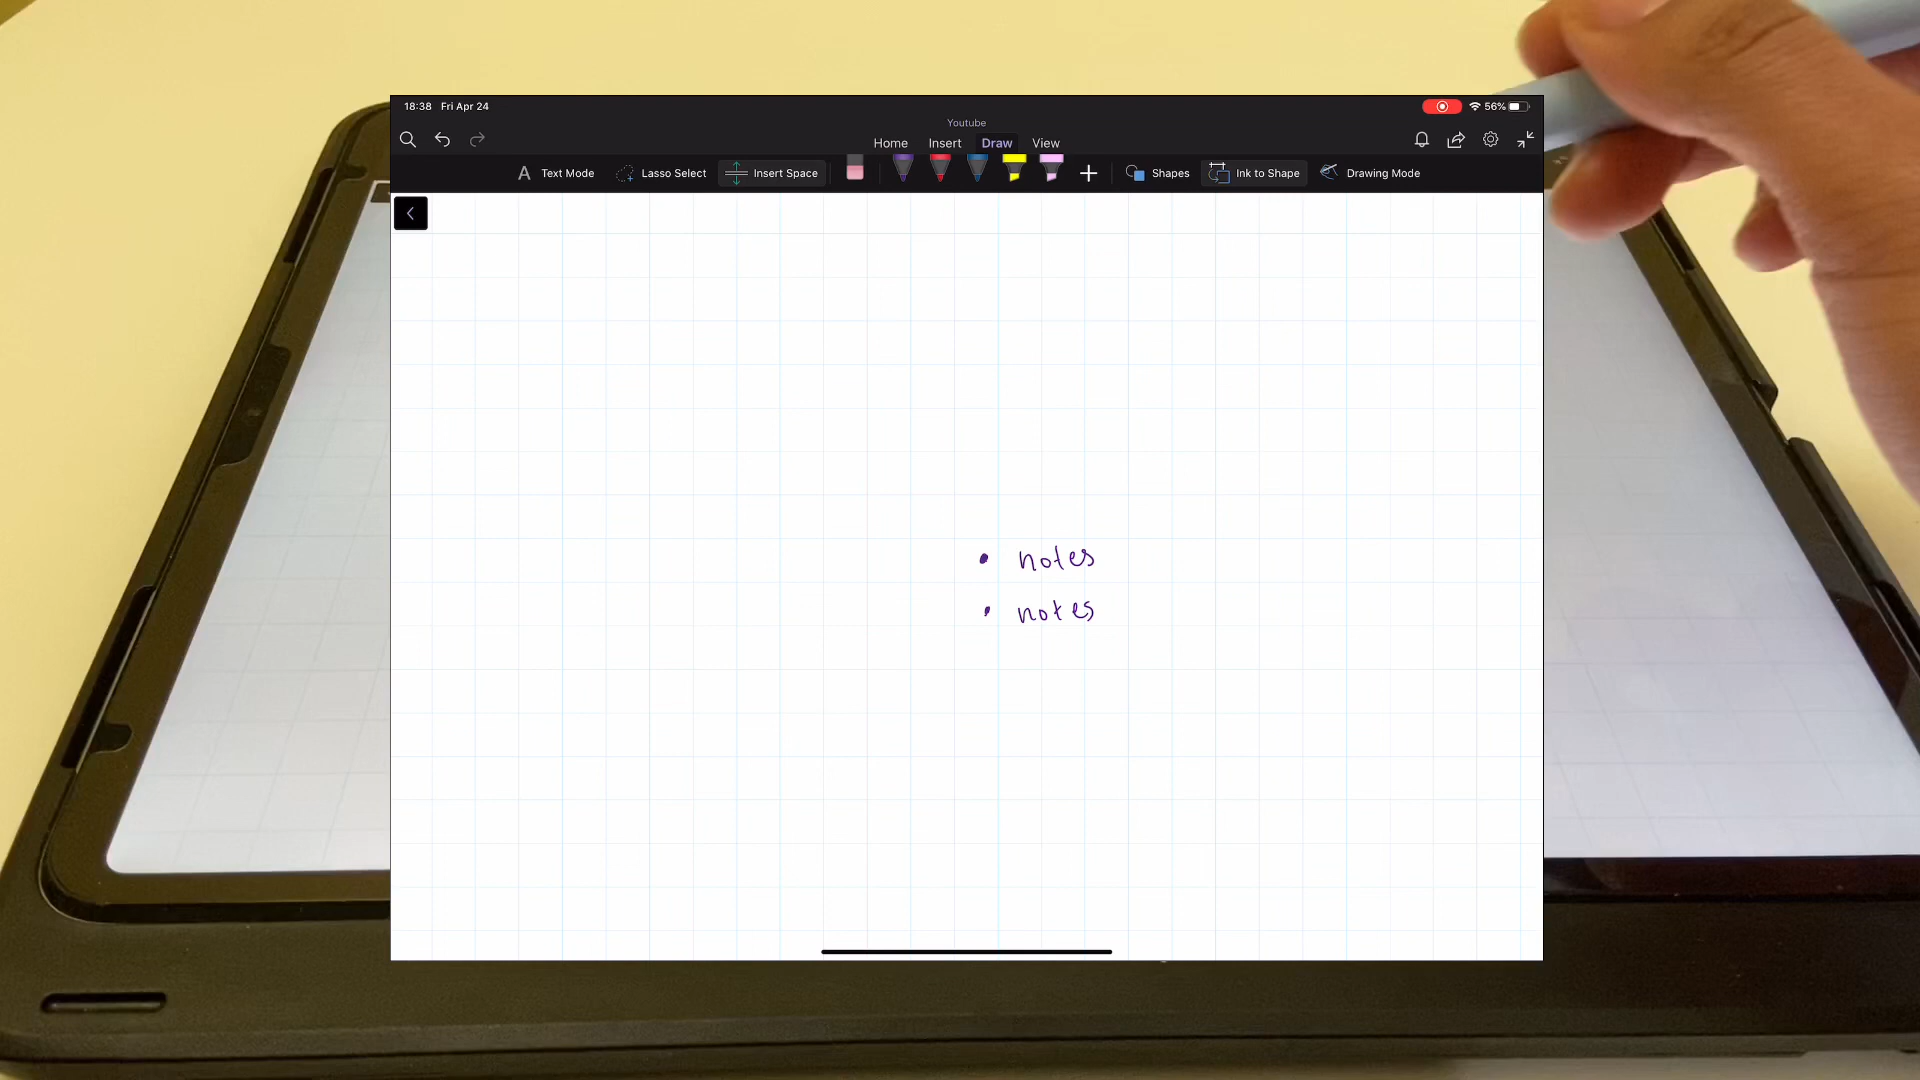 18:38 Fri Apr 24
56%
Youtube
Home Insert Draw View
A Text Mode Lasso Select Insert Space Shapes Ink to Shape Drawing Mode
• notes
• notes